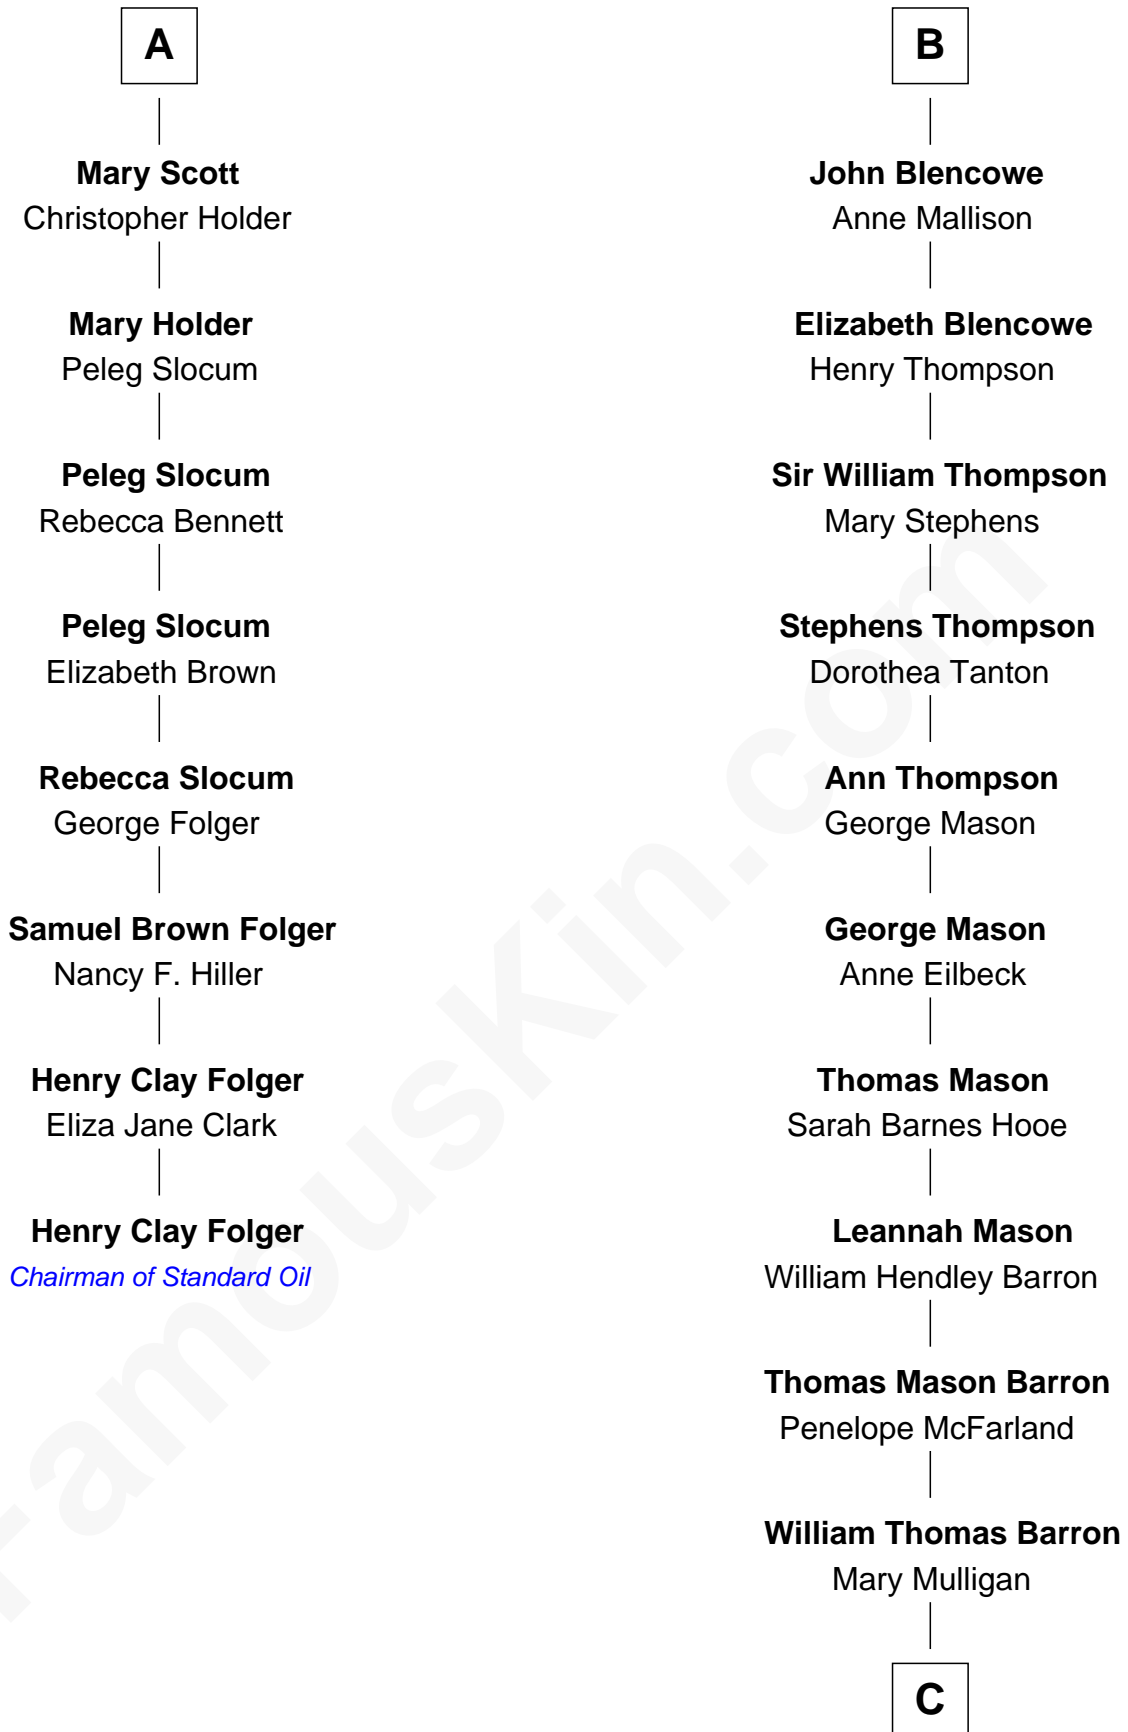 A
Mary Scott
Christopher Holder
Mary Holder
Peleg Slocum
Peleg Slocum
Rebecca Bennett
Peleg Slocum
Elizabeth Brown
Rebecca Slocum
George Folger
Samuel Brown Folger
Nancy F. Hiller
Henry Clay Folger
Eliza Jane Clark
Henry Clay Folger
Chairman of Standard Oil
B
John Blencowe
Anne Mallison
Elizabeth Blencowe
Henry Thompson
Sir William Thompson
Mary Stephens
Stephens Thompson
Dorothea Tanton
Ann Thompson
George Mason
George Mason
Anne Eilbeck
Thomas Mason
Sarah Barnes Hooe
Leannah Mason
William Hendley Barron
Thomas Mason Barron
Penelope McFarland
William Thomas Barron
Mary Mulligan
C
FamousKin.com